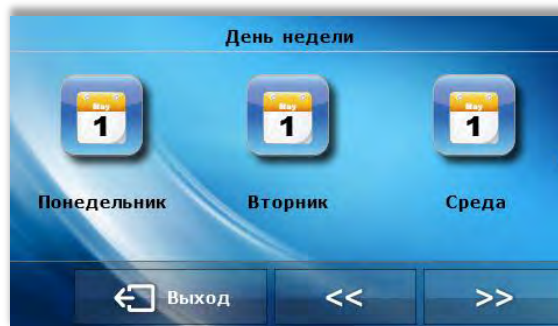 День недели
May May May
1 1 1
Понедельник Вторник Среда
Выход << >>